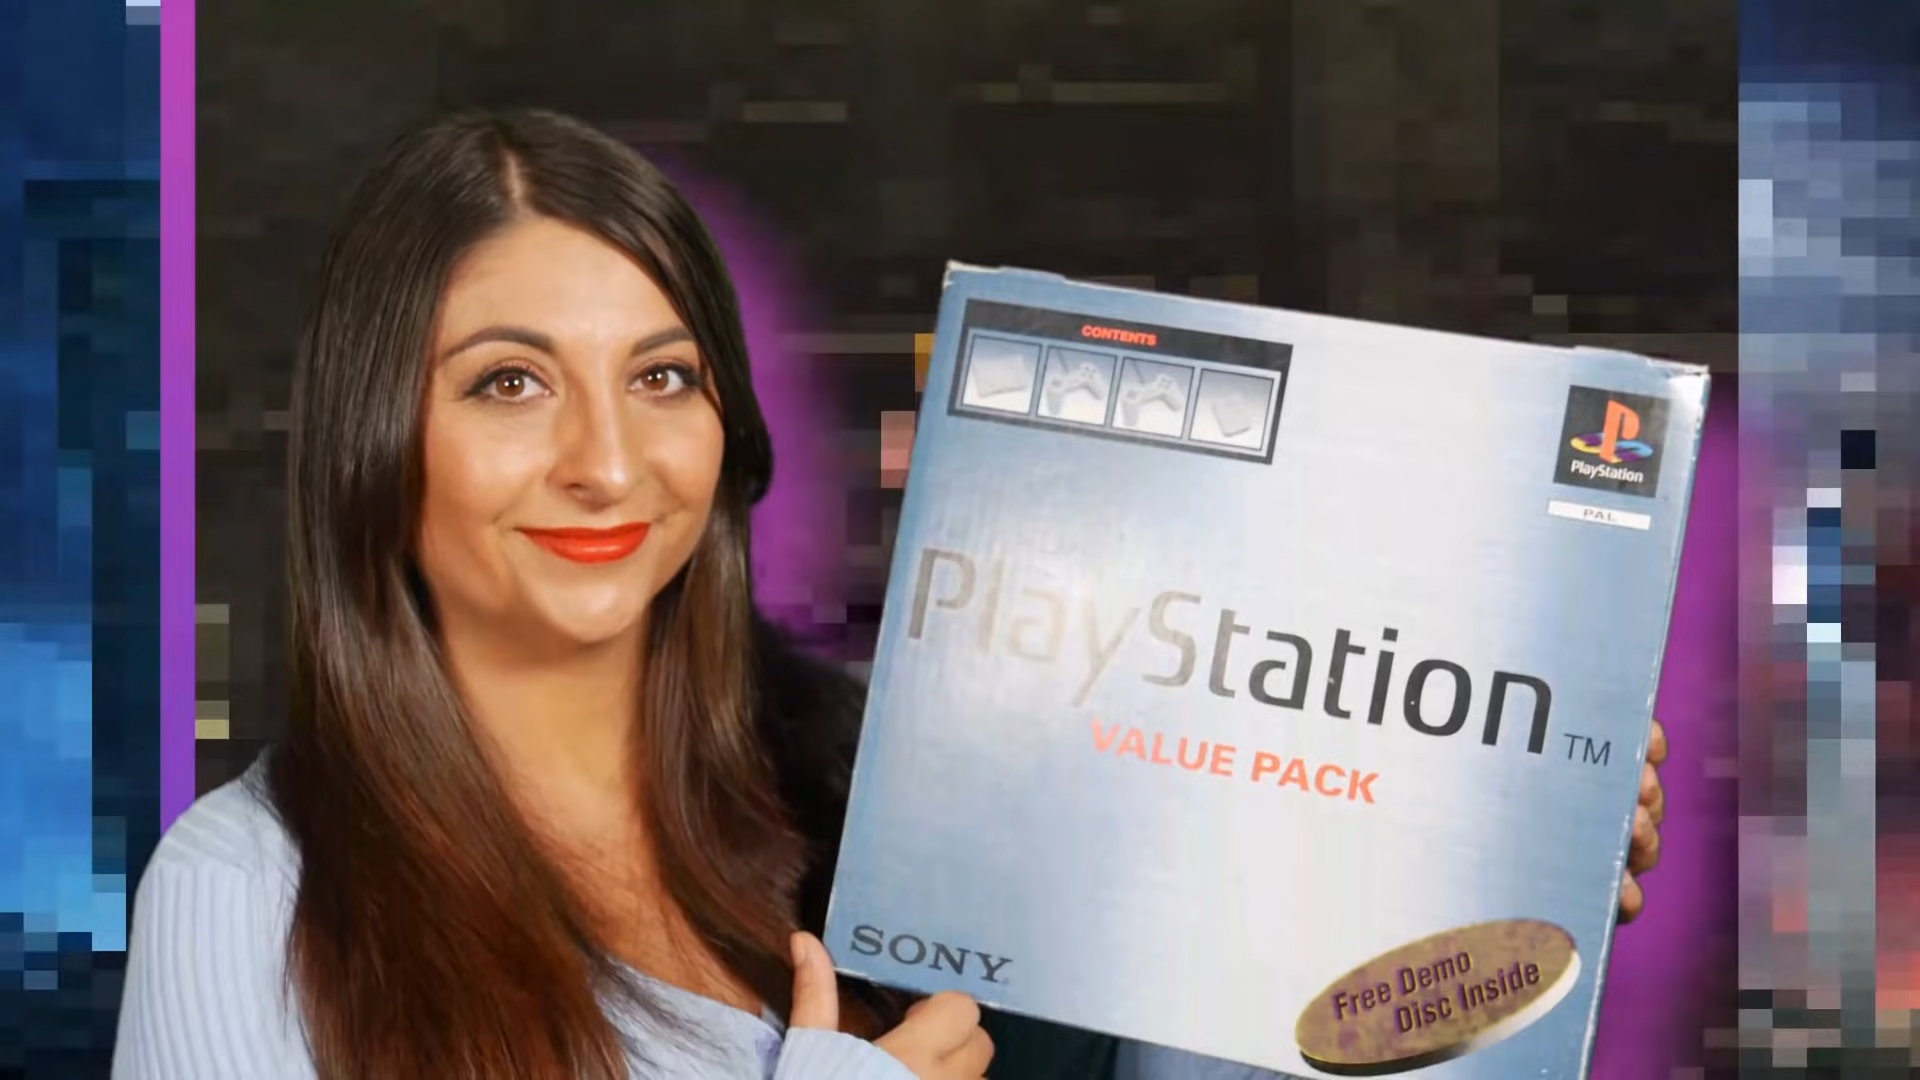 CONTENTS
PlayStation
PAL
PlayStation TM
VALUE PACK
SONY
Free Demo
Disc Inside